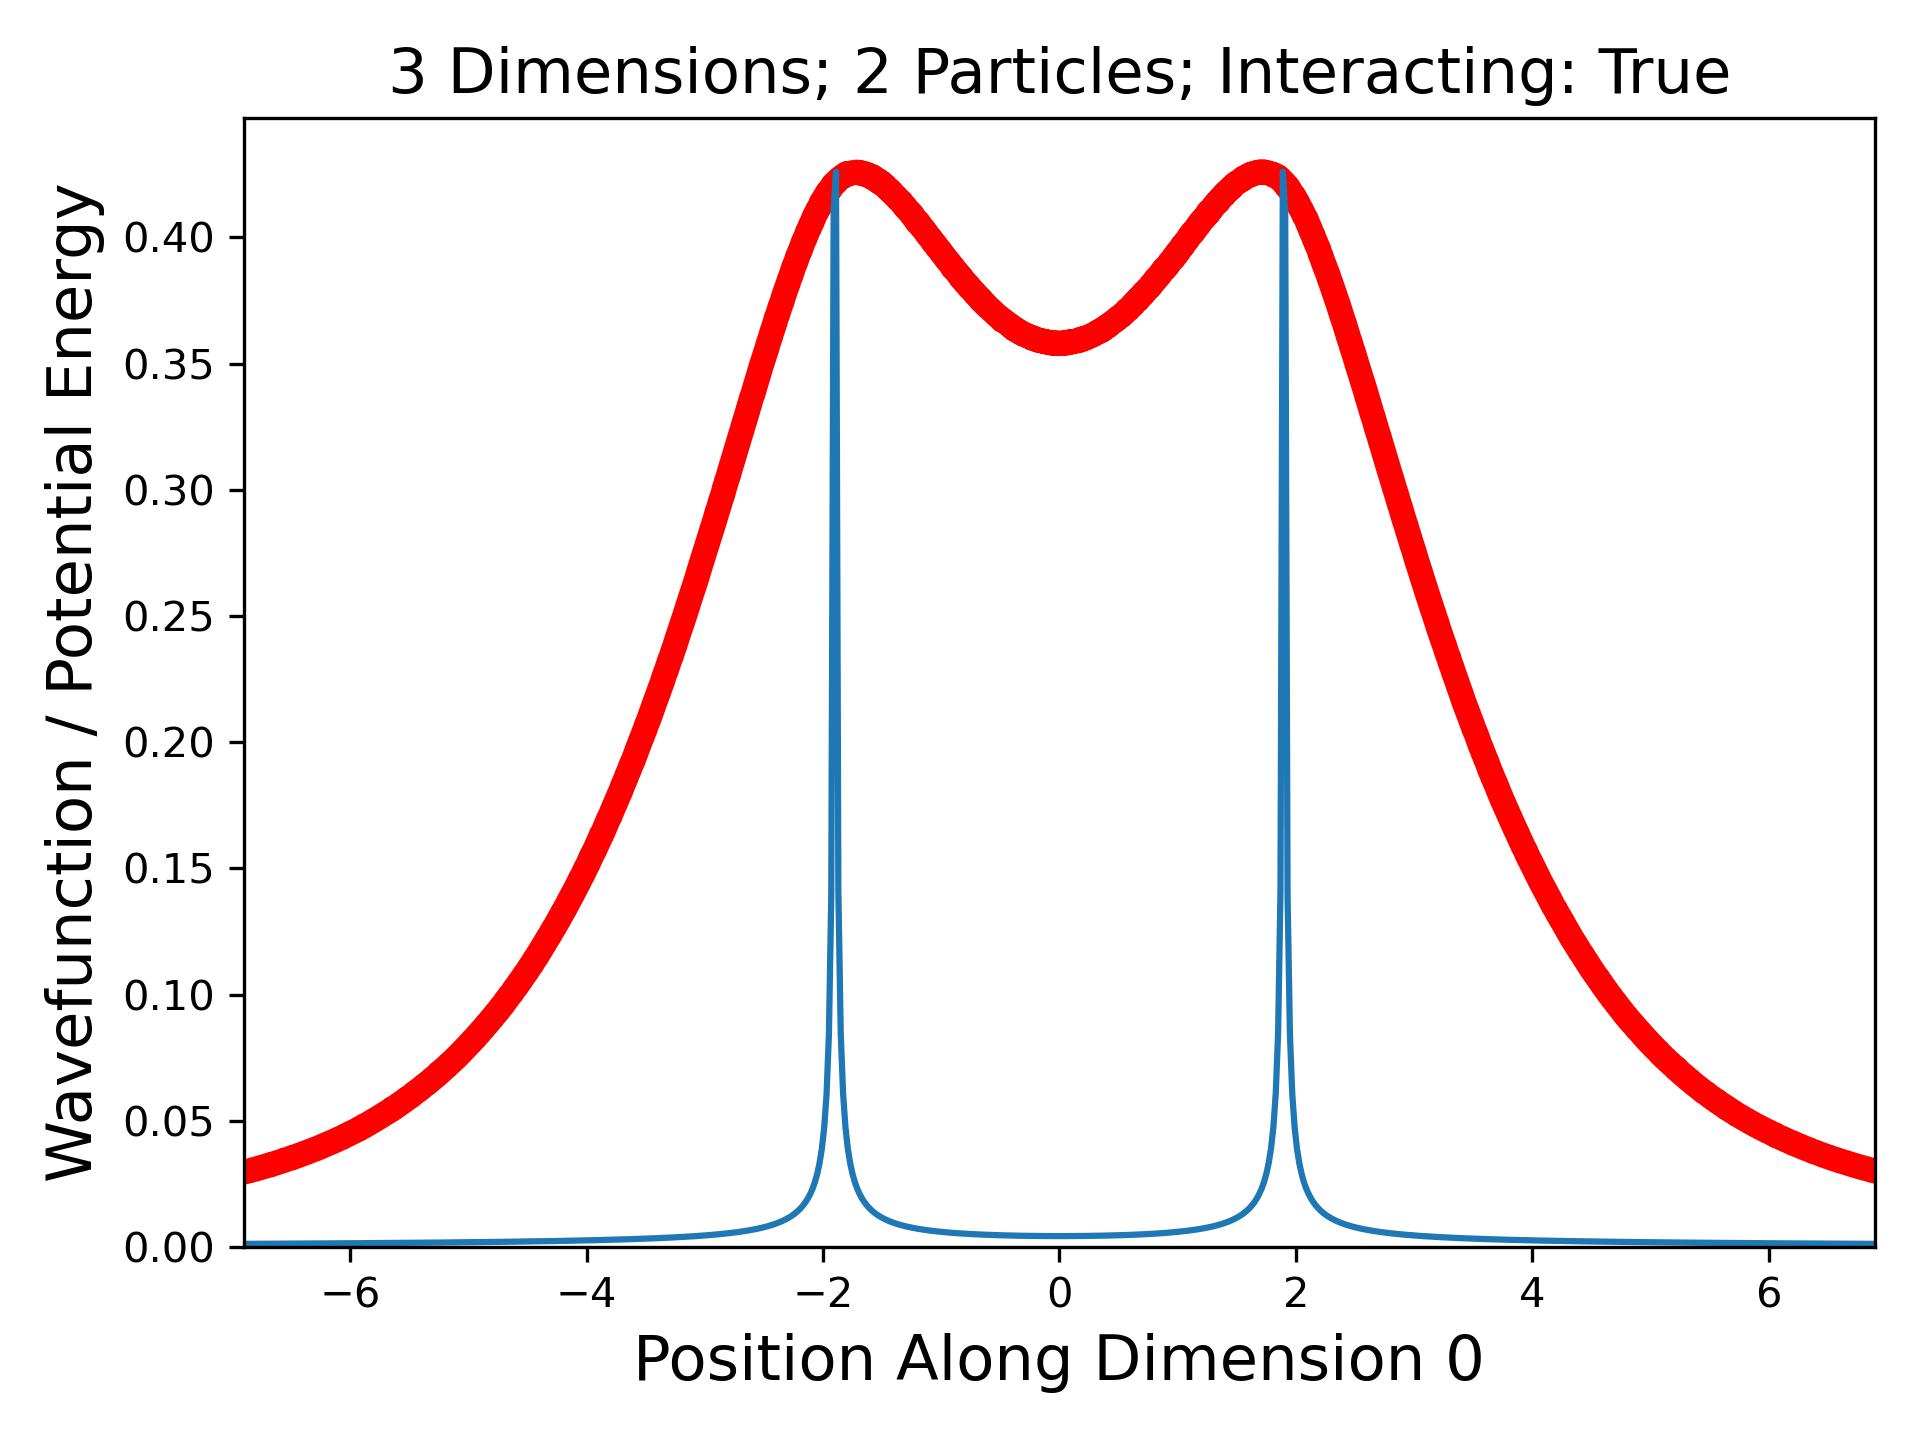 3 Dimensions; 2 Particles; Interacting: True
Wavefunction / Potential Energy
0.40
0.35
0.30
0.25
0.20
0.15
0.10
0.05
0.00
−6 −4 −2 0 2 4 6
Position Along Dimension 0